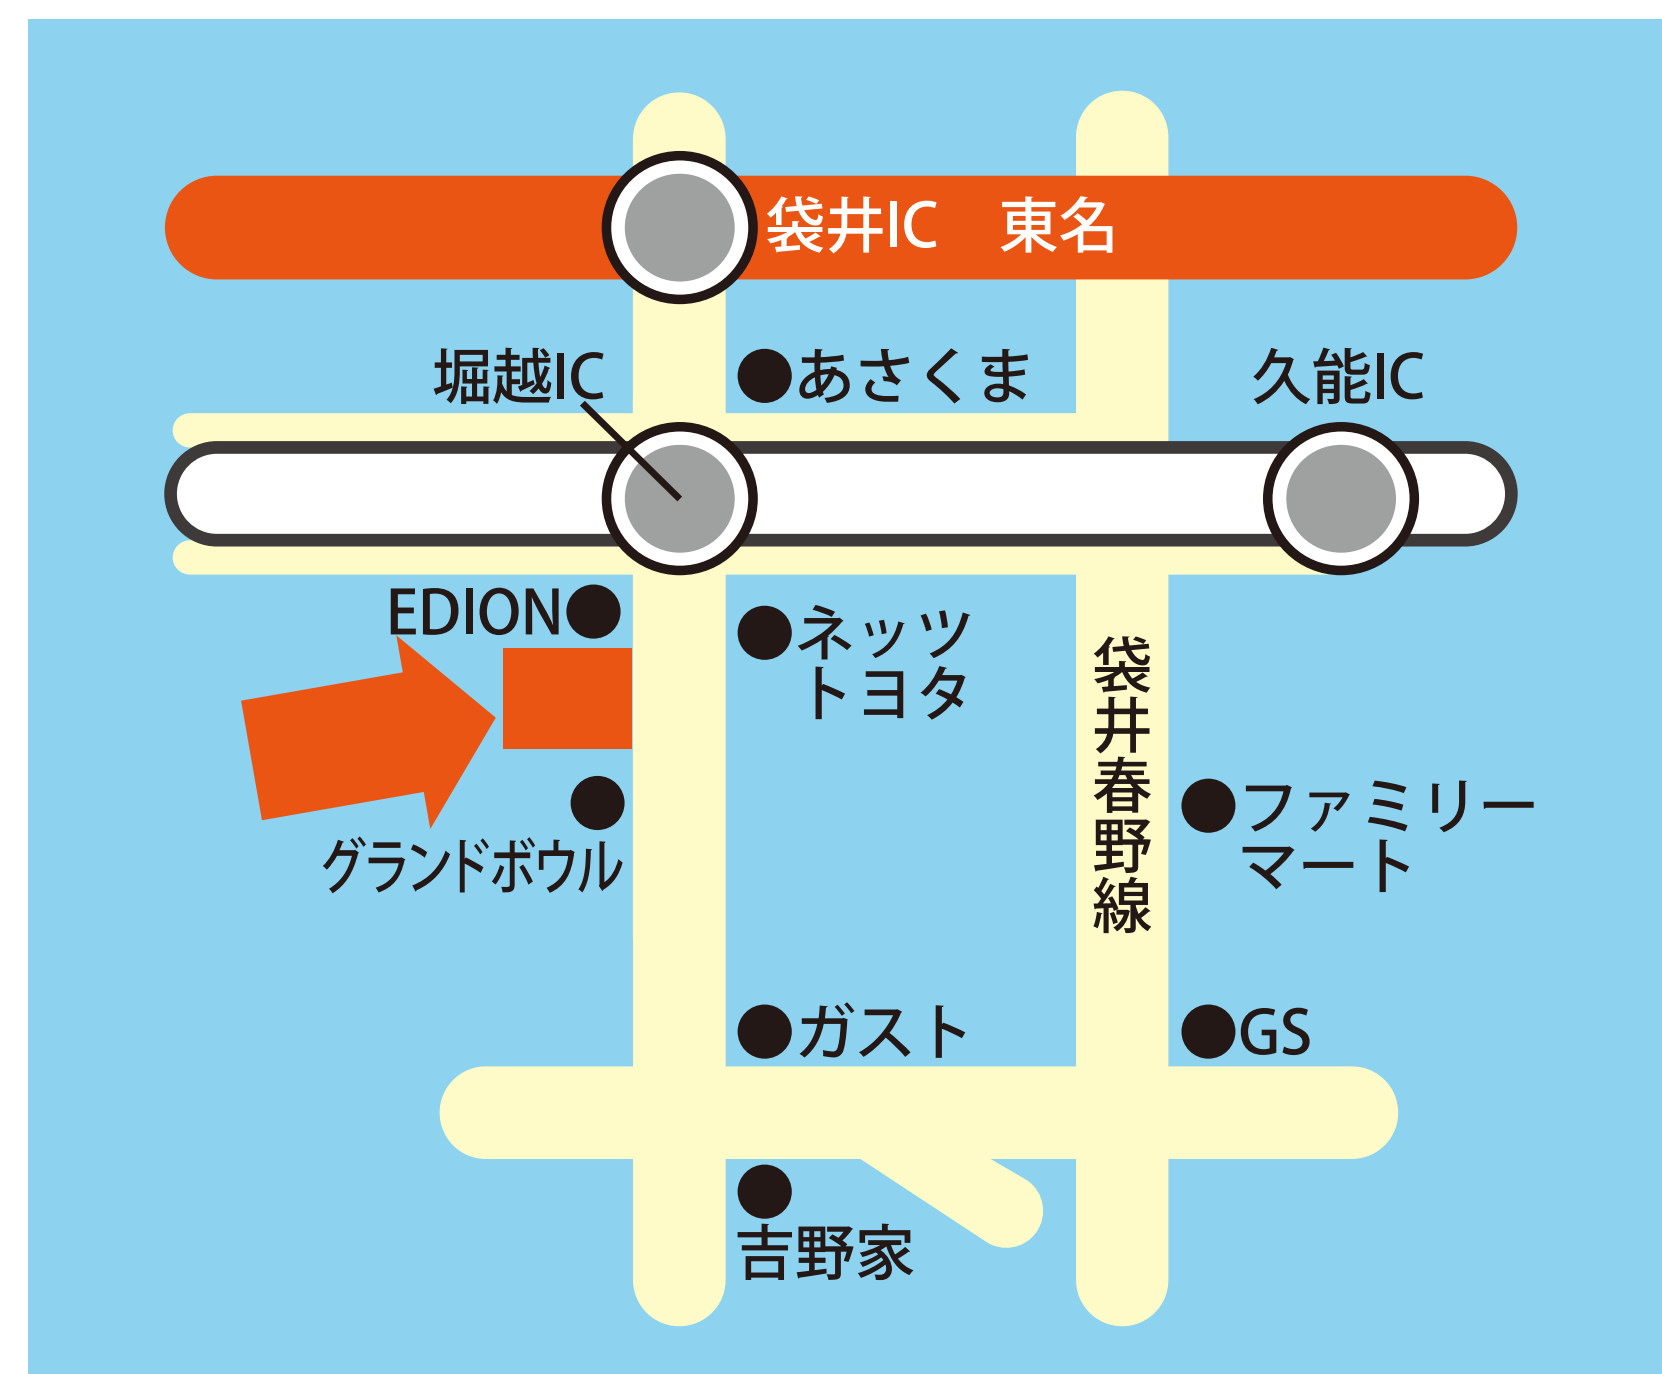 袋井IC　東名
堀越IC
あさくま
久能IC
EDION
ネッツ
トヨタ
袋井春野線
ファミリー
マート
グランドボウル
ガスト
GS
吉野家